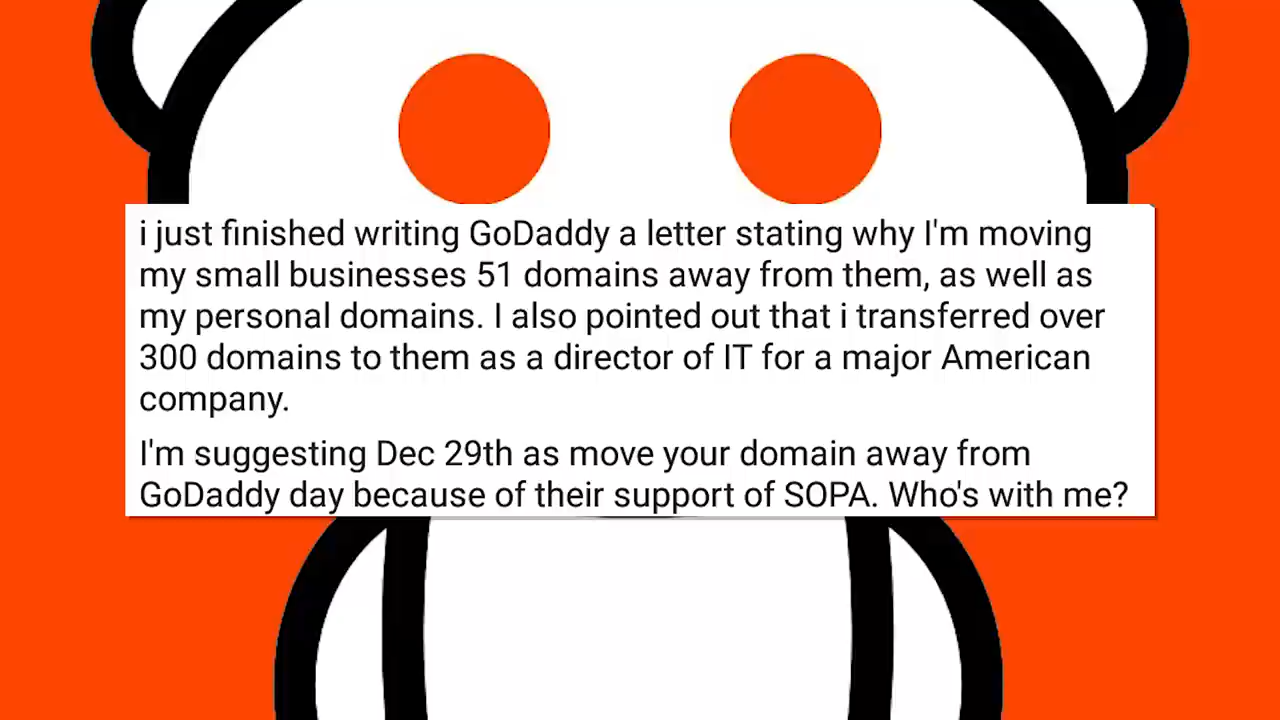 i just finished writing GoDaddy a letter stating why I'm moving
my small businesses 51 domains away from them, as well as
my personal domains. I also pointed out that i transferred over
300 domains to them as a director of IT for a major American
company.
I'm suggesting Dec 29th as move your domain away from
GoDaddy day because of their support of SOPA. Who's with me?